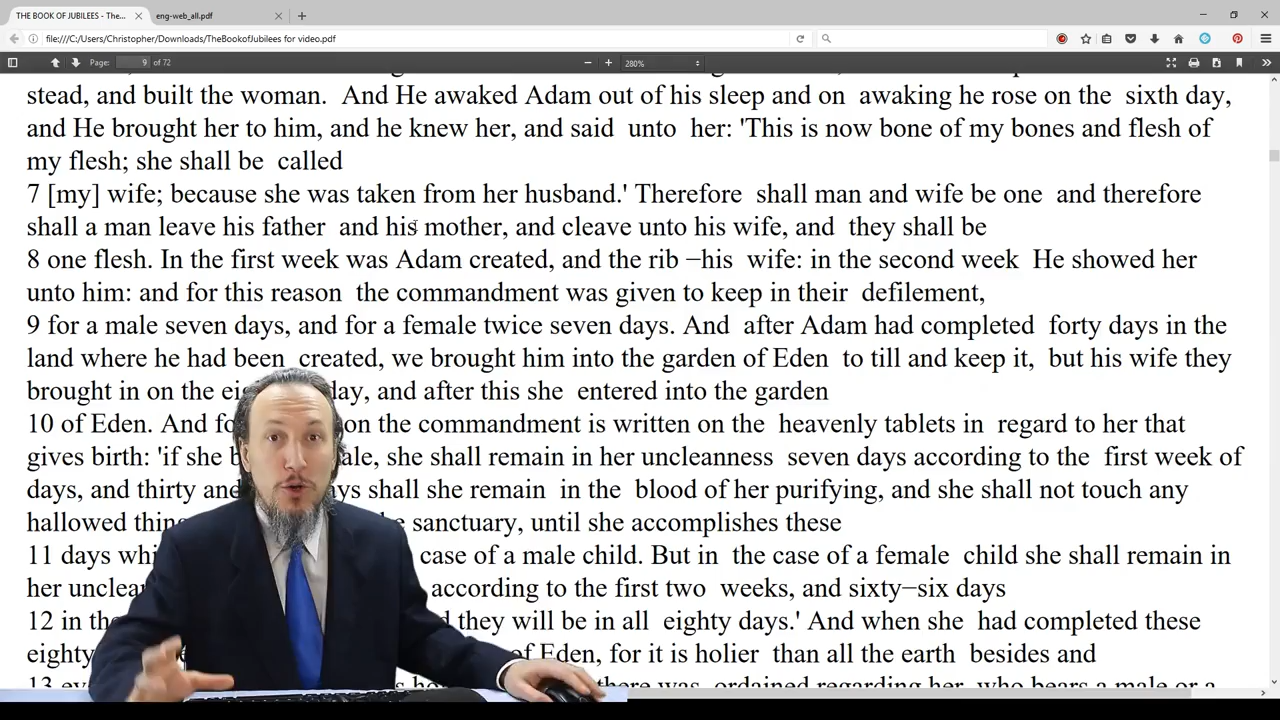 THE BOOK OF JUBILEES - The...
eng-web_all.pdf
file:///C:/Users/Christopher/Downloads/TheBookofJubilees for video.pdf
Page: 9 of 72
280%
stead, and built the woman. And He awaked Adam out of his sleep and on awaking he rose on the sixth day,
and He brought her to him, and he knew her, and said unto her: 'This is now bone of my bones and flesh of
my flesh; she shall be called
7 [my] wife; because she was taken from her husband.' Therefore shall man and wife be one and therefore
shall a man leave his father and his mother, and cleave unto his wife, and they shall be
8 one flesh. In the first week was Adam created, and the rib −his wife: in the second week He showed her
unto him: and for this reason the commandment was given to keep in their defilement,
9 for a male seven days, and for a female twice seven days. And after Adam had completed forty days in the
land where he had been created, we brought him into the garden of Eden to till and keep it, but his wife they
brought in on the day, and after this she entered into the garden
10 of Eden. And on the commandment is written on the heavenly tablets in regard to her that
gives birth: 'if she she shall remain in her uncleanness seven days according to the first week of
days, and thirty and shall she remain in the blood of her purifying, and she shall not touch any
hallowed sanctuary, until she accomplishes these
11 days case of a male child. But in the case of a female child she shall remain in
her according to the first two weeks, and sixty−six days
12 in they will be in all eighty days.' And when she had completed these
eighty of Eden, for it is holier than all the earth besides and
13 there was ordained regarding her who bears a male or a